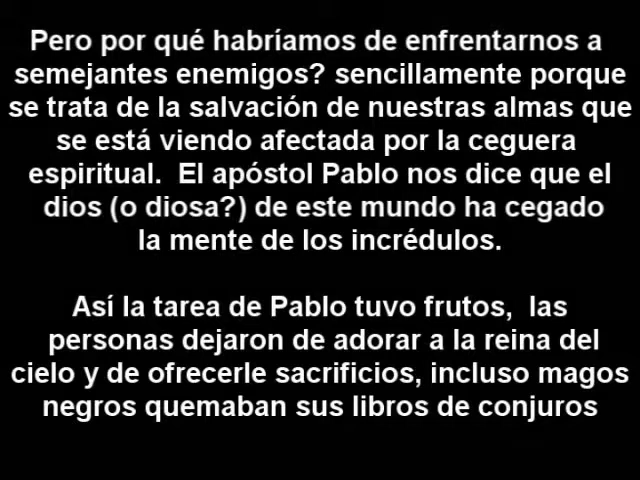 Pero por qué habríamos de enfrentarnos a
semejantes enemigos? sencillamente porque
se trata de la salvación de nuestras almas que
se está viendo afectada por la ceguera
espiritual.  El apóstol Pablo nos dice que el
dios (o diosa?) de este mundo ha cegado
la mente de los incrédulos.
Así la tarea de Pablo tuvo frutos,  las
personas dejaron de adorar a la reina del
cielo y de ofrecerle sacrificios, incluso magos
negros quemaban sus libros de conjuros